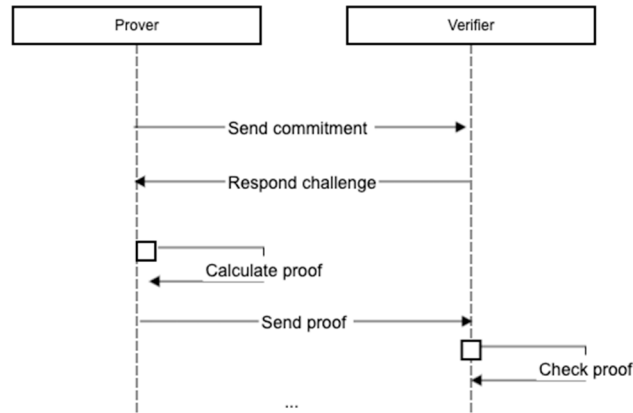 Prover
Verifier
Send commitment
Respond challenge
Calculate proof
Send proof
Check proof
...